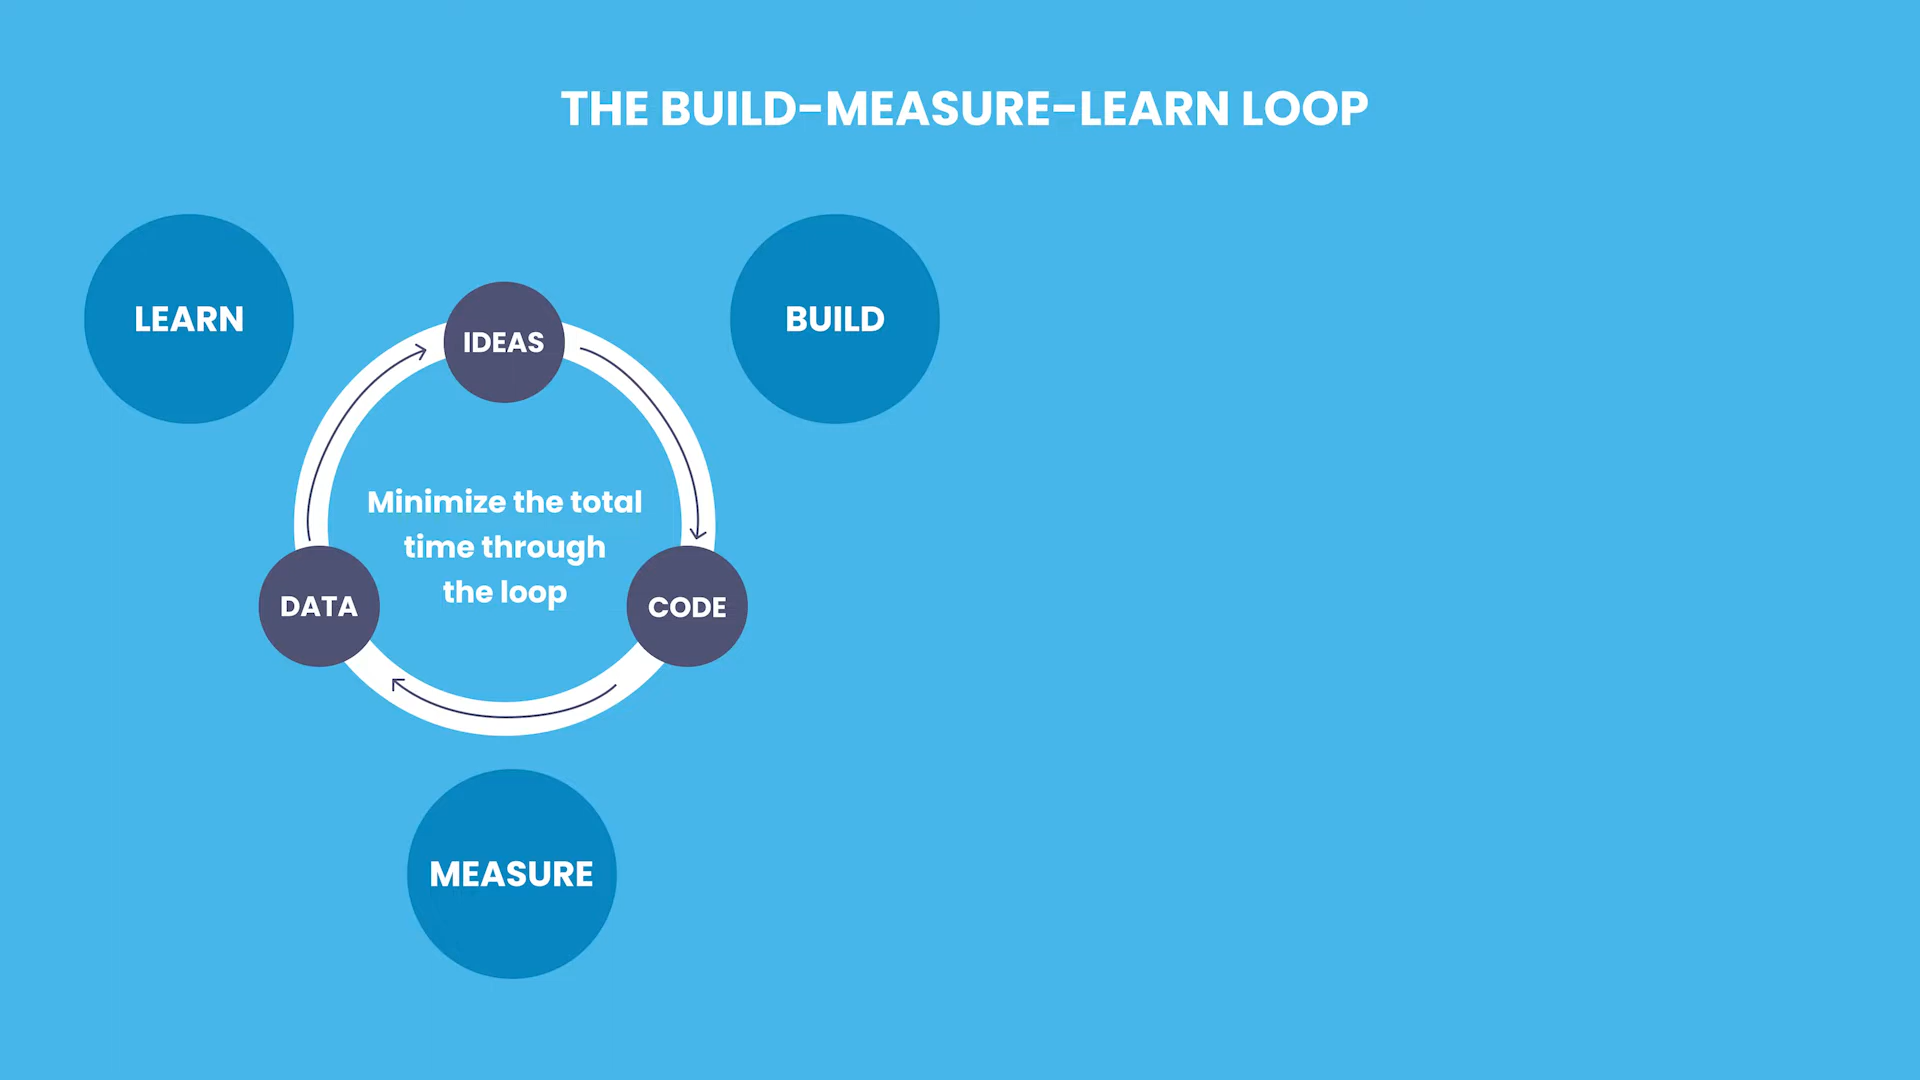 THE BUILD-MEASURE-LEARN LOOP
LEARN
BUILD
IDEAS
Minimize the total
time through
the loop
DATA
CODE
MEASURE